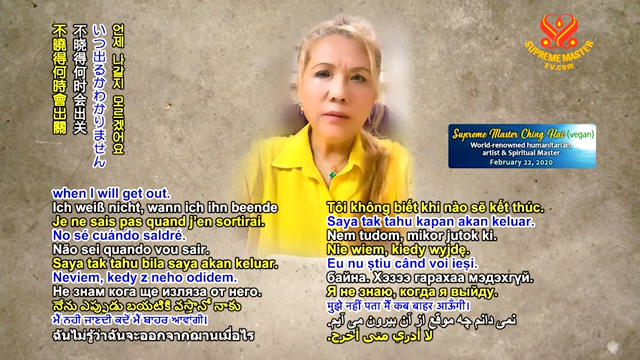 언제 나갈지 모르겠어요
いつ出るかわかりません
不晓得何时会出关
不曉得何時會出關
SUPREME MASTER
TV.com
Supreme Master Ching Hai (vegan)
World-renowned humanitarian,
artist & Spiritual Master
February 22, 2020
when I will get out.
Ich weiß nicht, wann ich ihn beende
Je ne sais pas quand j'en sortirai.
No sé cuándo saldré.
Não sei quando vou sair.
Saya tak tahu bila saya akan keluar.
Neviem, kedy z neho odídem.
Не знам кога ще изляза от него.
నేను ఎప్పుడు బయటికి వస్తానో నాకు
ਮੈਂ ਨਹੀਂ ਜਾਣਦੀ ਕਦੋਂ ਮੈਂ ਬਾਹਰ ਆਵਾਂਗੀ।
ฉันไม่รู้ว่าฉันจะออกจากฌานเมื่อไร
Tôi không biết khi nào sẽ kết thúc.
Saya tak tahu kapan akan keluar.
Nem tudom, mikor jutok ki.
Nie wiem, kiedy wyjdę.
Eu nu știu când voi ieși.
байна. Хэзээ гарахаа мэдэхгүй.
Я не знаю, когда я выйду.
मुझे नहीं पता मैं कब बाहर आऊँगी।
نمی دانم چه موقع از آن بیرون می آیم.
لا أدري متى أخرج.